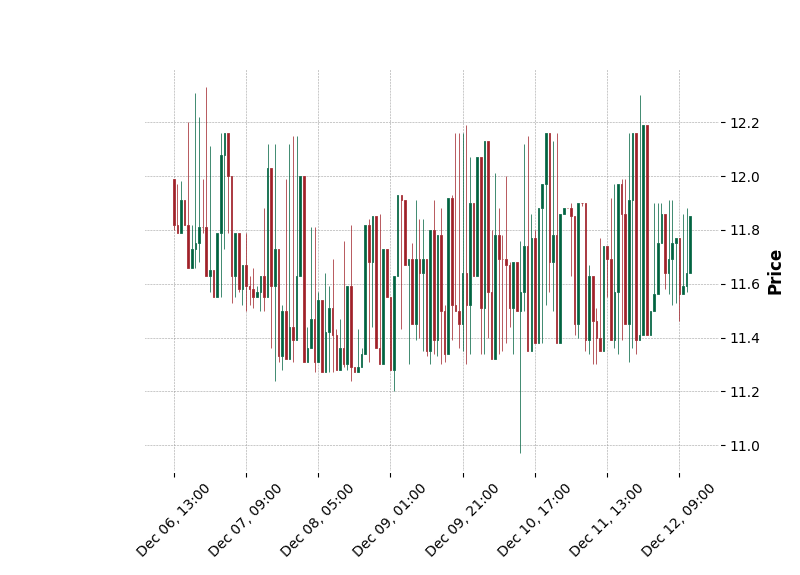 12.2
12.0
11.8
11.6
11.4
11.2
11.0
Price
Dec 06, 13:00
Dec 07, 09:00
Dec 08, 05:00
Dec 09, 01:00
Dec 09, 21:00
Dec 10, 17:00
Dec 11, 13:00
Dec 12, 09:00